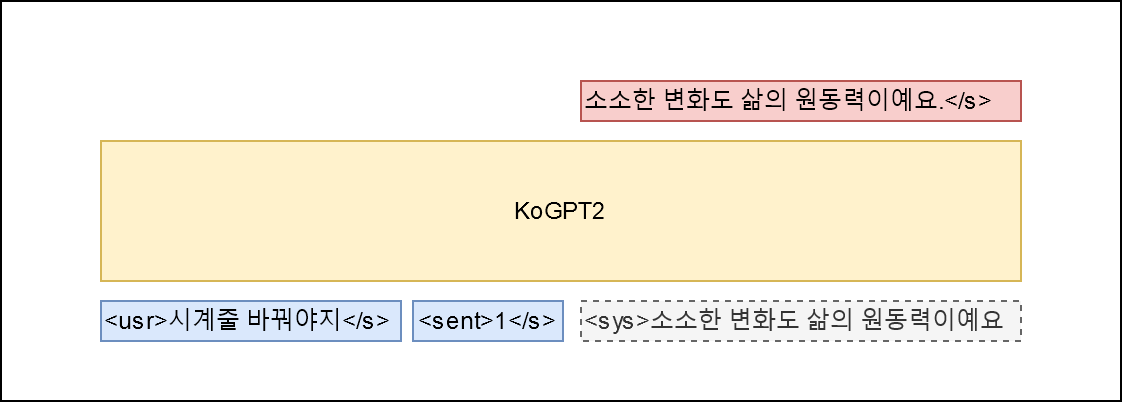 소소한 변화도 삶의 원동력이예요.</s>
KoGPT2
<usr>시계줄 바꿔야지</s> <sent>1</s> <sys>소소한 변화도 삶의 원동력이예요